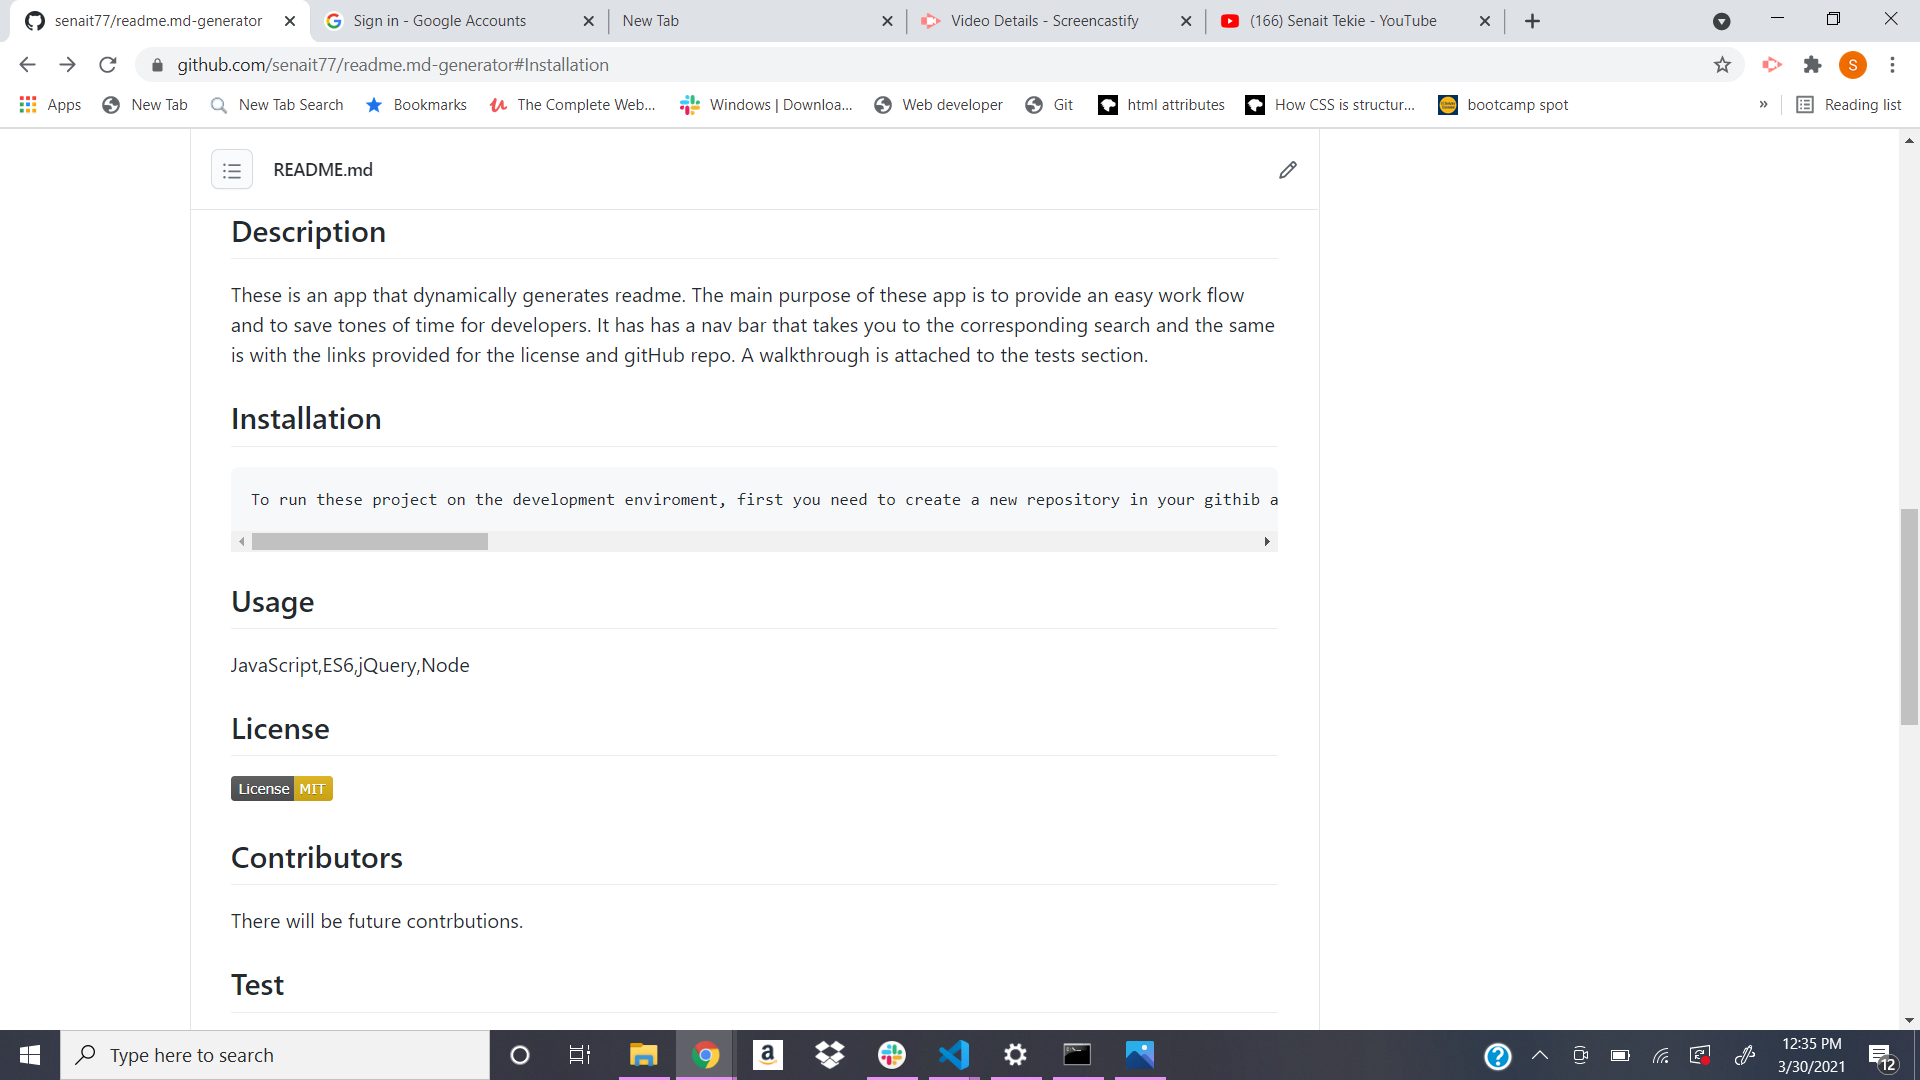 senait77/readme.md-generator
Sign in - Google Accounts
New Tab
Video Details - Screencastify
(166) Senait Tekie - YouTube
github.com/senait77/readme.md-generator#Installation
S
Apps
New Tab
New Tab Search
Bookmarks
The Complete Web...
Windows | Downloa...
Web developer
Git
html attributes
How CSS is structur...
bootcamp spot
»
Reading list
README.md
Description
These is an app that dynamically generates readme. The main purpose of these app is to provide an easy work flow
and to save tones of time for developers. It has has a nav bar that takes you to the corresponding search and the same
is with the links provided for the license and gitHub repo. A walkthrough is attached to the tests section.
Installation
To run these project on the development enviroment, first you need to create a new repository in your githib a
Usage
JavaScript,ES6,jQuery,Node
License
License MIT
Contributors
There will be future contrbutions.
Test
Type here to search
12:35 PM
3/30/2021
12